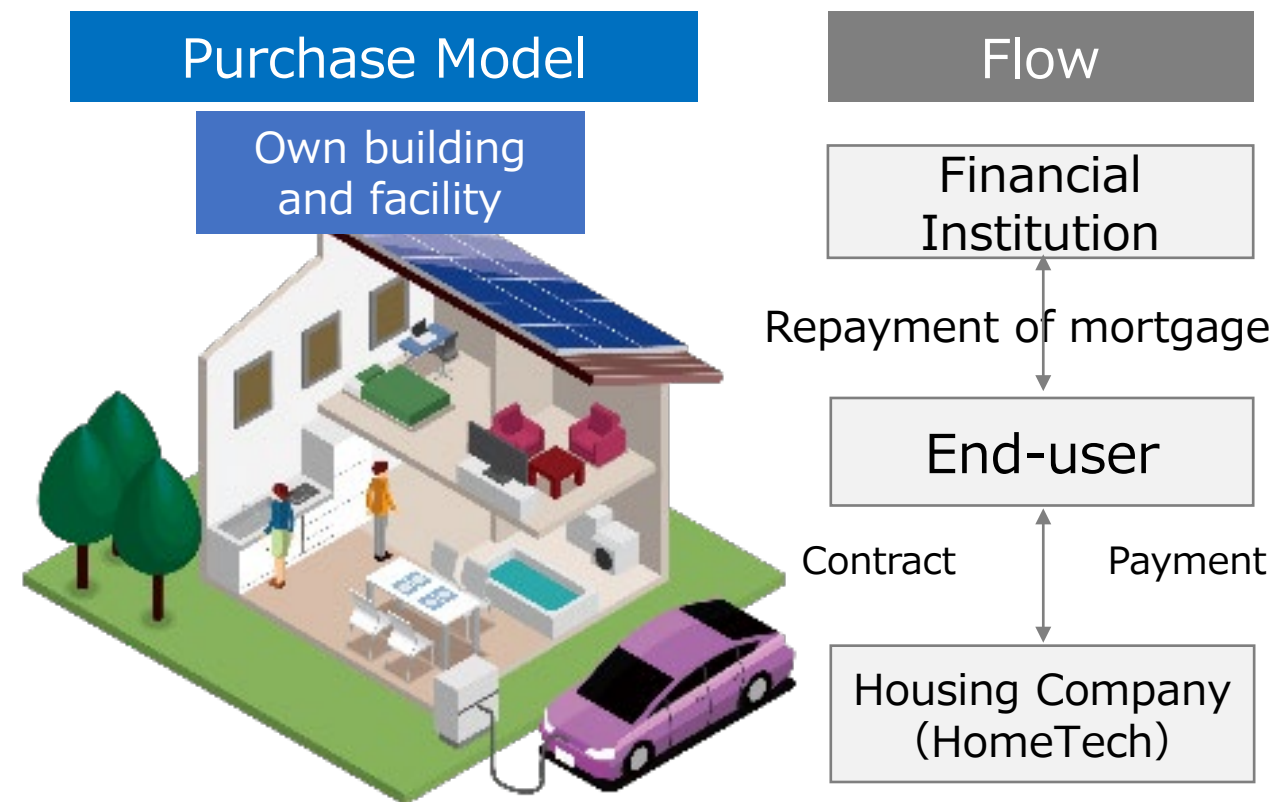 Purchase Model
Own building
and facility
Flow
Financial
Institution
Repayment of mortgage
End-user
Contract
Payment
Housing Company
（HomeTech）